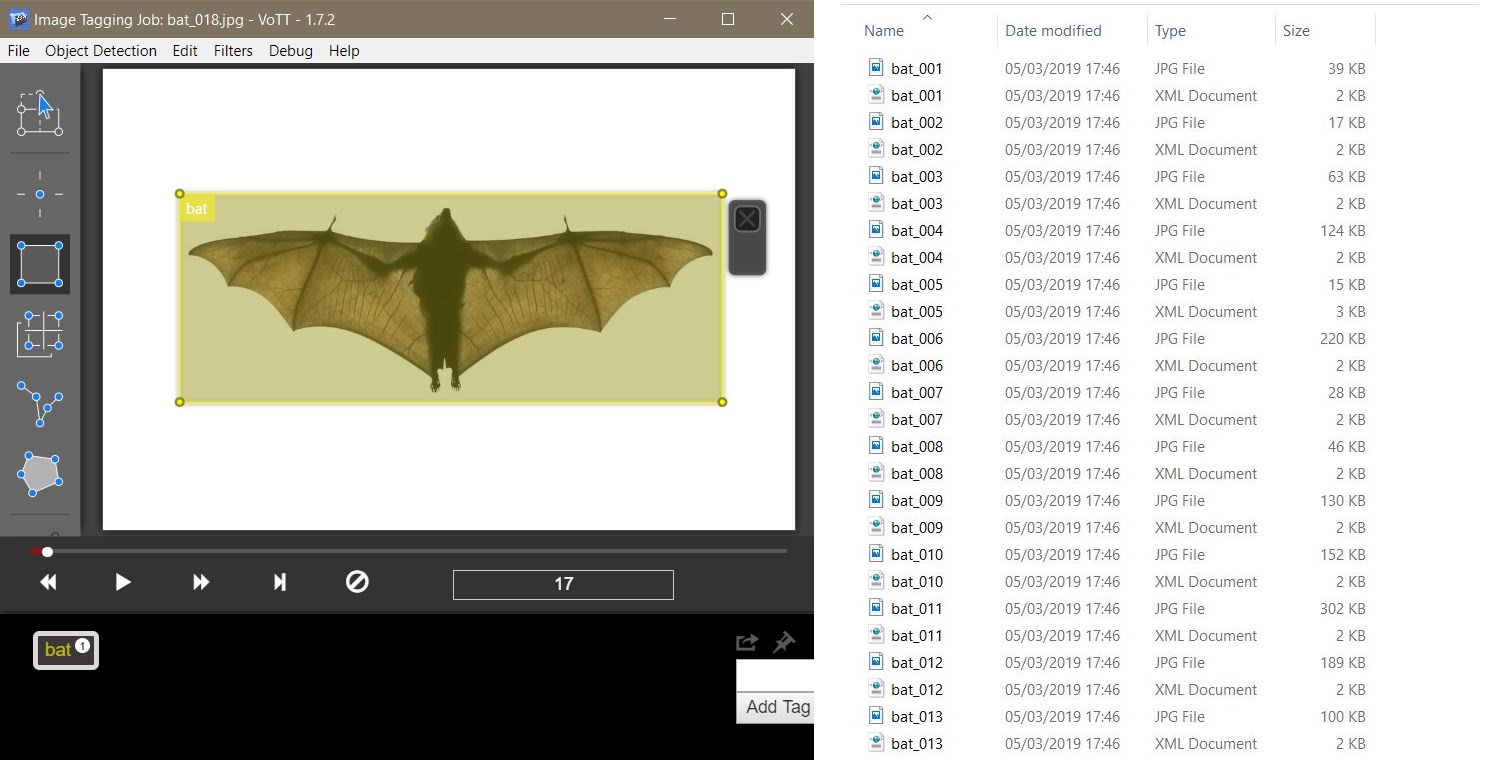 Image Tagging Job: bat_018.jpg - VoTT - 1.7.2
File Object Detection Edit Filters Debug Help
bat
17
bat 1
Add Tag
Name Date modified Type Size
bat_001 05/03/2019 17:46 JPG File 39 KB
bat_001 05/03/2019 17:46 XML Document 2 KB
bat_002 05/03/2019 17:46 JPG File 17 KB
bat_002 05/03/2019 17:46 XML Document 2 KB
bat_003 05/03/2019 17:46 JPG File 63 KB
bat_003 05/03/2019 17:46 XML Document 2 KB
bat_004 05/03/2019 17:46 JPG File 124 KB
bat_004 05/03/2019 17:46 XML Document 2 KB
bat_005 05/03/2019 17:46 JPG File 15 KB
bat_005 05/03/2019 17:46 XML Document 3 KB
bat_006 05/03/2019 17:46 JPG File 220 KB
bat_006 05/03/2019 17:46 XML Document 2 KB
bat_007 05/03/2019 17:46 JPG File 28 KB
bat_007 05/03/2019 17:46 XML Document 2 KB
bat_008 05/03/2019 17:46 JPG File 46 KB
bat_008 05/03/2019 17:46 XML Document 2 KB
bat_009 05/03/2019 17:46 JPG File 130 KB
bat_009 05/03/2019 17:46 XML Document 2 KB
bat_010 05/03/2019 17:46 JPG File 152 KB
bat_010 05/03/2019 17:46 XML Document 2 KB
bat_011 05/03/2019 17:46 JPG File 302 KB
bat_011 05/03/2019 17:46 XML Document 2 KB
bat_012 05/03/2019 17:46 JPG File 189 KB
bat_012 05/03/2019 17:46 XML Document 2 KB
bat_013 05/03/2019 17:46 JPG File 100 KB
bat_013 05/03/2019 17:46 XML Document 2 KB